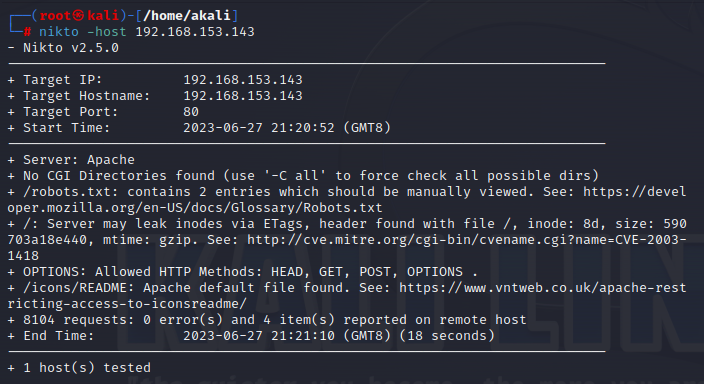 ┌──(root㉿kali)-[/home/akali]
└─# nikto -host 192.168.153.143
- Nikto v2.5.0
---------------------------------------------------------------------------
+ Target IP:          192.168.153.143
+ Target Hostname:    192.168.153.143
+ Target Port:        80
+ Start Time:         2023-06-27 21:20:52 (GMT8)
---------------------------------------------------------------------------
+ Server: Apache
+ No CGI Directories found (use '-C all' to force check all possible dirs)
+ /robots.txt: contains 2 entries which should be manually viewed. See: https://devel
oper.mozilla.org/en-US/docs/Glossary/Robots.txt
+ /: Server may leak inodes via ETags, header found with file /, inode: 8d, size: 590
703a18e440, mtime: gzip. See: http://cve.mitre.org/cgi-bin/cvename.cgi?name=CVE-2003-
1418
+ OPTIONS: Allowed HTTP Methods: HEAD, GET, POST, OPTIONS .
+ /icons/README: Apache default file found. See: https://www.vntweb.co.uk/apache-rest
ricting-access-to-iconsreadme/
+ 8104 requests: 0 error(s) and 4 item(s) reported on remote host
+ End Time:           2023-06-27 21:21:10 (GMT8) (18 seconds)
---------------------------------------------------------------------------
+ 1 host(s) tested